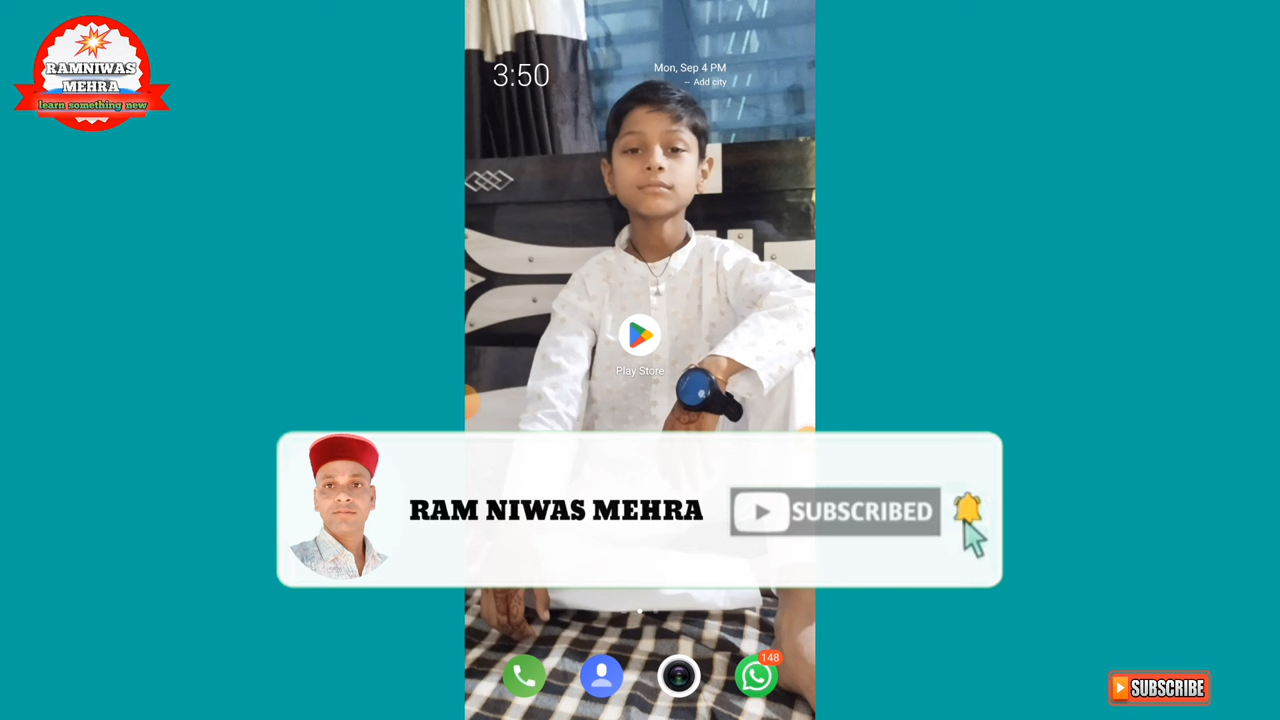 RAMNIWAS
MEHRA
learn something new
3:50
Mon, Sep 4 PM
– Add city
Play Store
RAM NIWAS MEHRA
SUBSCRIBED
148
SUBSCRIBE